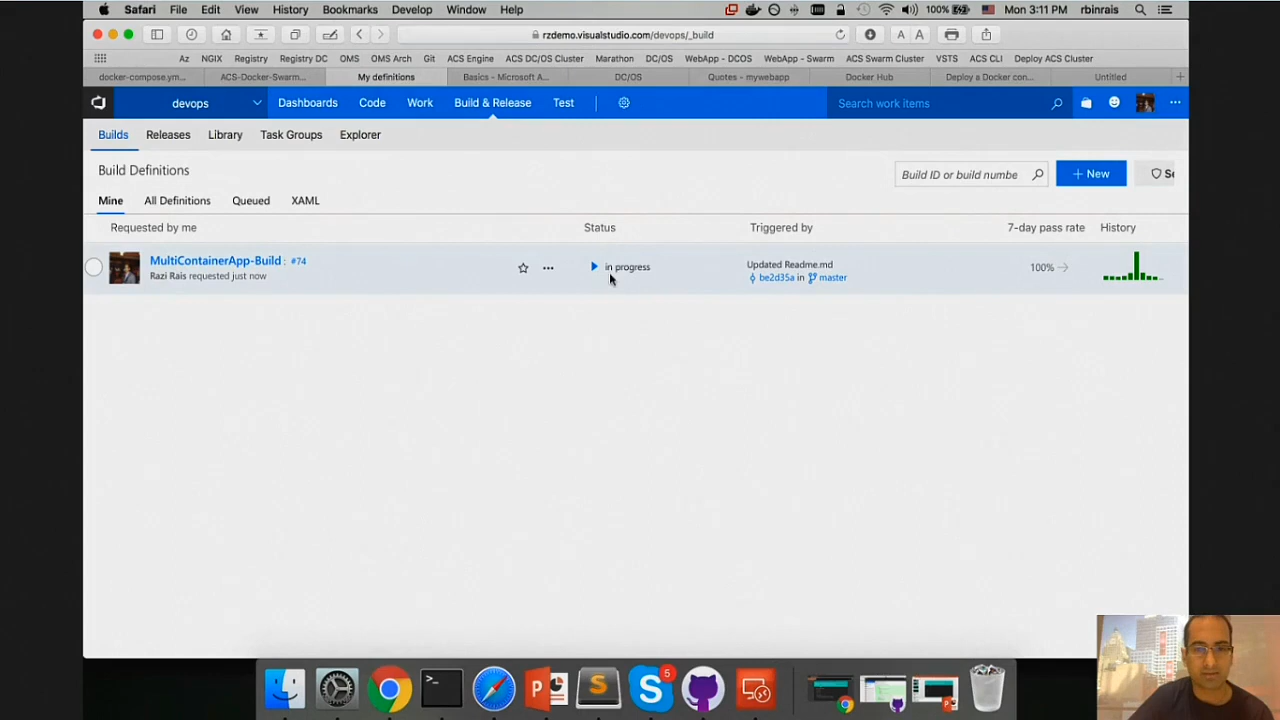 Safari File Edit View History Bookmarks Develop Window Help 100% Mon 3:11 PM rbinrais
rzdemo.visualstudio.com/devops/_build A A
Az NGIX Registry Registry DC OMS OMS Arch Git ACS Engine ACS DC/OS Cluster Marathon DC/OS WebApp - DCOS WebApp - Swarm ACS Swarm Cluster VSTS ACS CLI Deploy ACS Cluster
docker-compose.ym... ACS-Docker-Swarm... My definitions Basics - Microsoft A... DC/OS Quotes - mywebapp Docker Hub Deploy a Docker con... Untitled
devops Dashboards Code Work Build & Release Test Search work items
Builds Releases Library Task Groups Explorer
Build Definitions Build ID or build numbe + New Se
Mine All Definitions Queued XAML
Requested by me Status Triggered by 7-day pass rate History
MultiContainerApp-Build : #74 in progress Updated Readme.md 100%
Razi Rais requested just now be2d35a in master
5